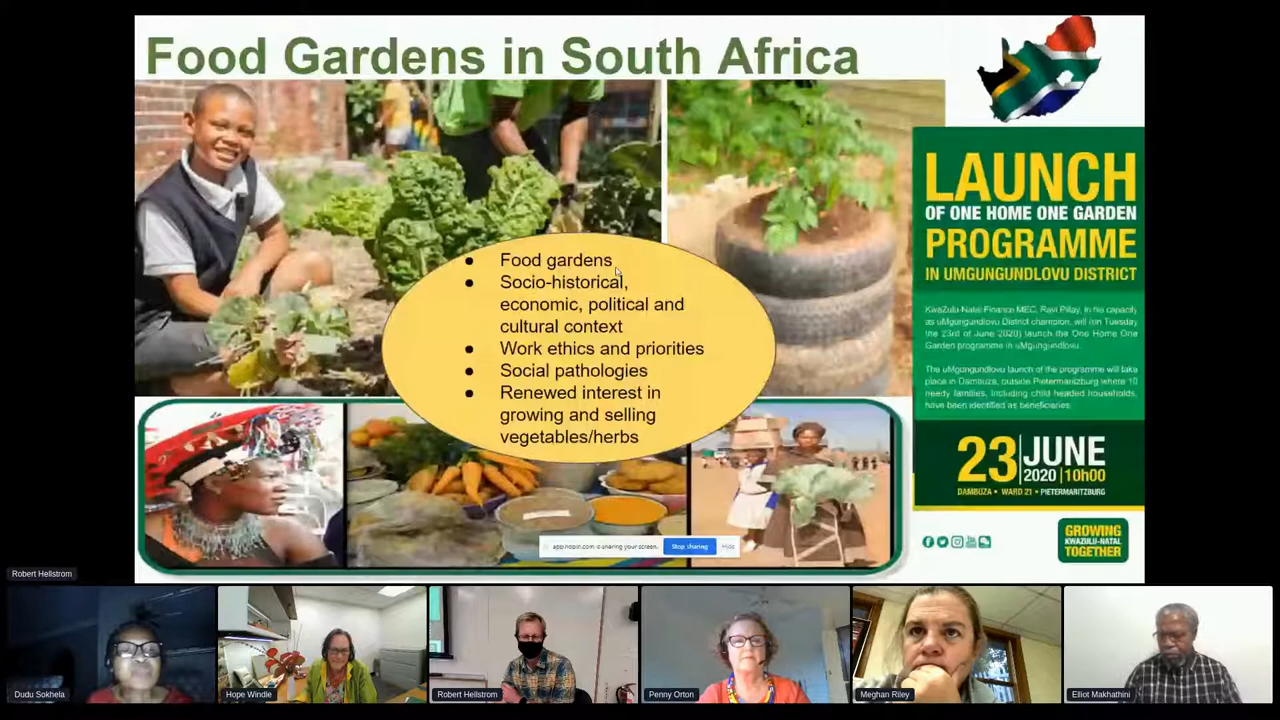 Food Gardens in South Africa
Food gardens
Socio-historical,
economic, political and
cultural context
Work ethics and priorities
Social pathologies
Renewed interest in
growing and selling
vegetables/herbs
LAUNCH
OF ONE HOME ONE GARDEN
PROGRAMME
IN UMGUNGUNDLOVU DISTRICT
KwaZulu-Natal Finance MEC, Ravi Pillay, in his capacity
as uMgungundlovu District champion, will (on Tuesday
the 23rd of June 2020) launch the One Home One
Garden programme in uMgungundlovu.
The uMgungundlovu launch of the programme will take
place in Dambuza, outside Pietermaritzburg where 10
needy families, including child headed households,
have been identified as beneficiaries.
23 JUNE
2020 | 10h00
DAMBUZA • WARD 21 • PIETERMARITZBURG
GROWING
KWAZULU-NATAL
TOGETHER
app.hopin.com is sharing your screen.
Stop sharing
Hide
Robert Hellstrom
Dudu Sokhela
Hope Windle
Robert Hellstrom
Penny Orton
Meghan Riley
Elliot Makhathini